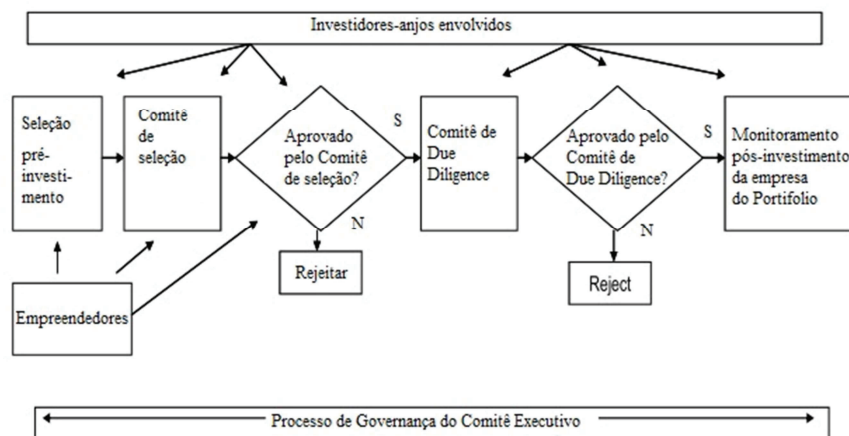 Investidores-anjos envolvidos
Seleção
pré-
investi-
mento
Comitê
de
seleção
Aprovado
pelo Comitê
de seleção?
S
N
Rejeitar
Comitê de
Due
Diligence
Aprovado pelo
Comitê de
Due Diligence?
S
N
Reject
Monitoramento
pós-investimento
da empresa
do Portifolio
Empreendedores
Processo de Governança do Comitê Executivo